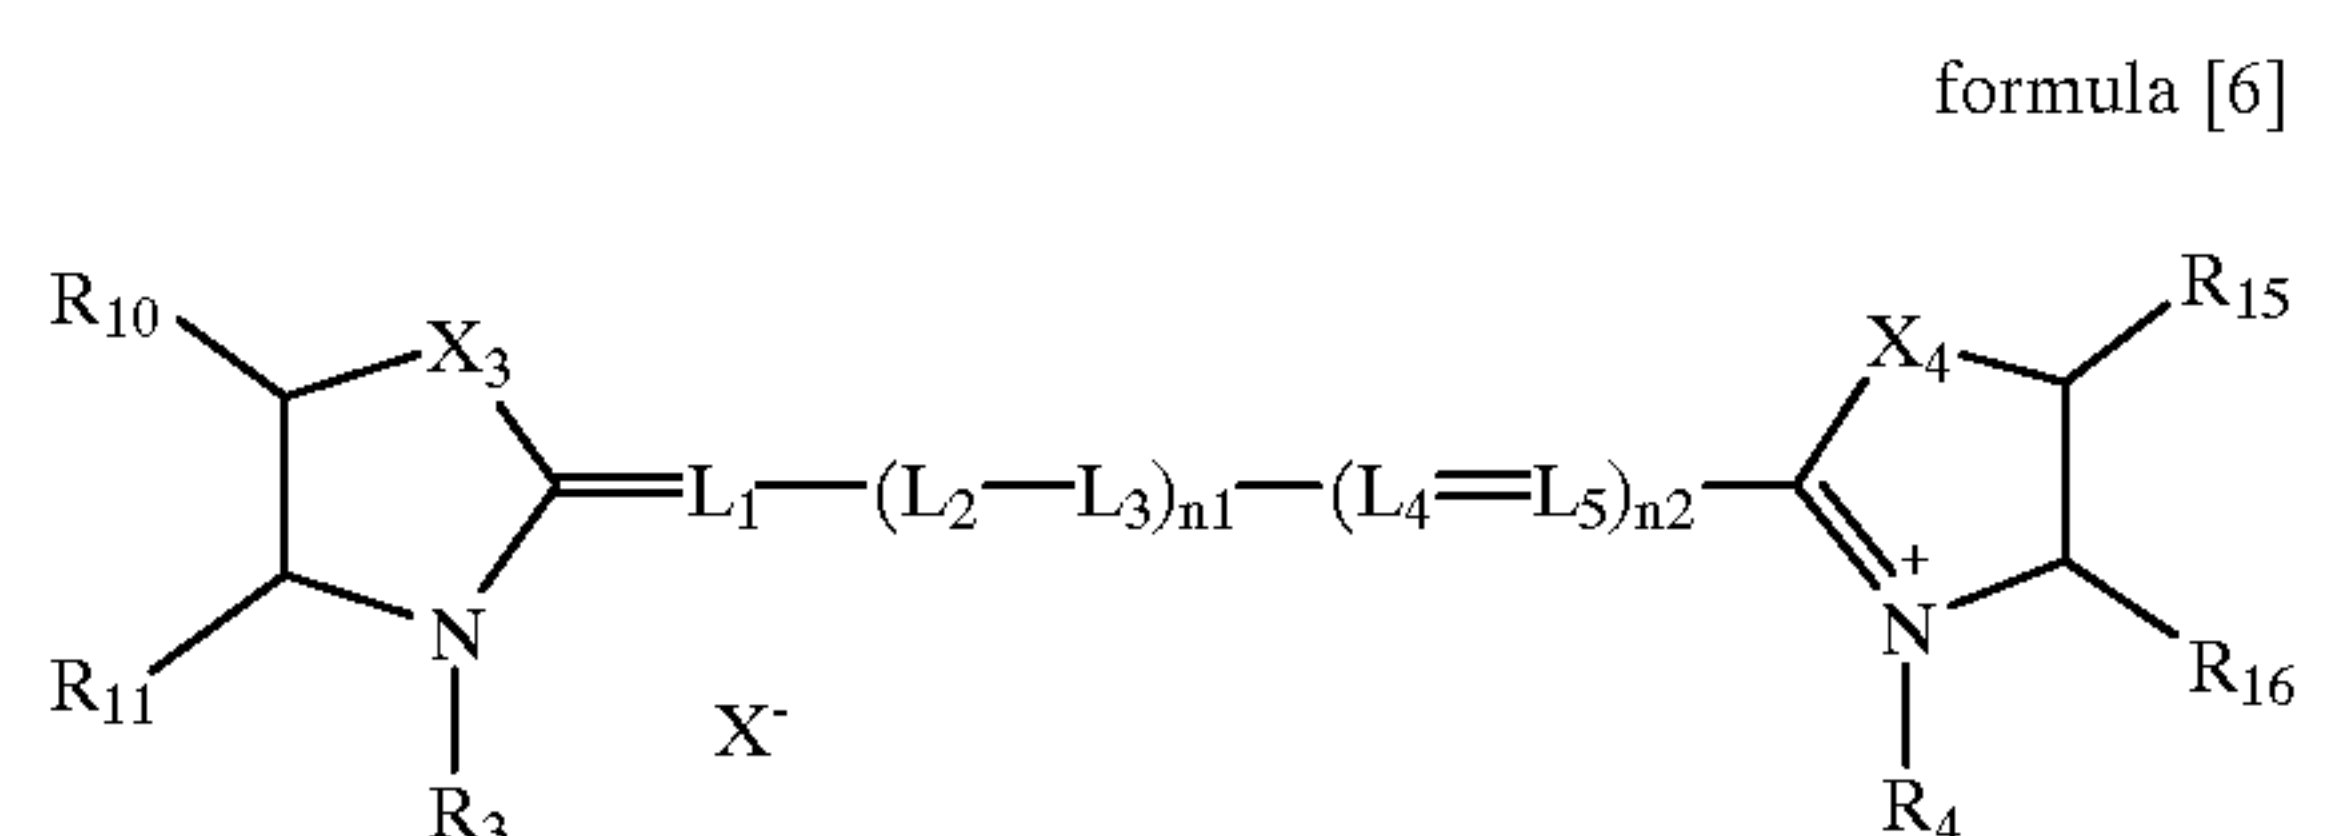 formula [6]
R10 X3 X4 R15
L1—(L2—L3)n1—(L4=L5)n2
+
R11 N N R16
X-
R3 R4